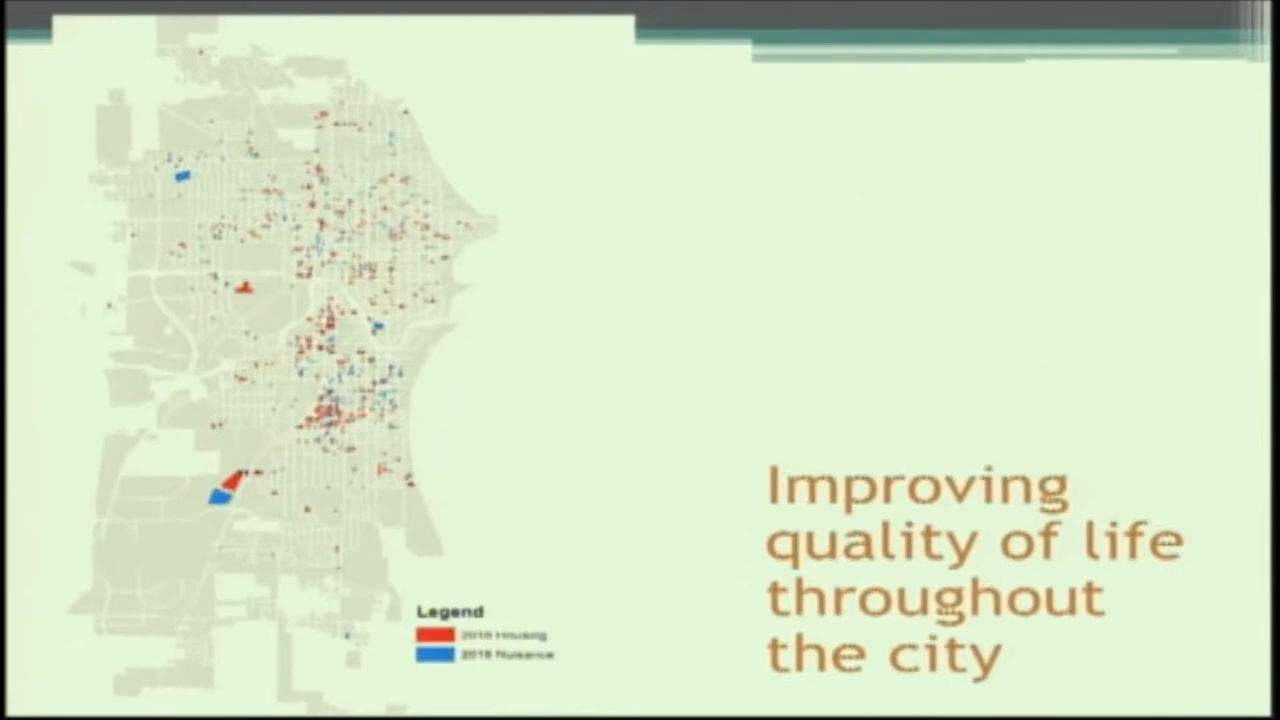 Improving
quality of life
throughout
the city
Legend
Housing
Nuisance